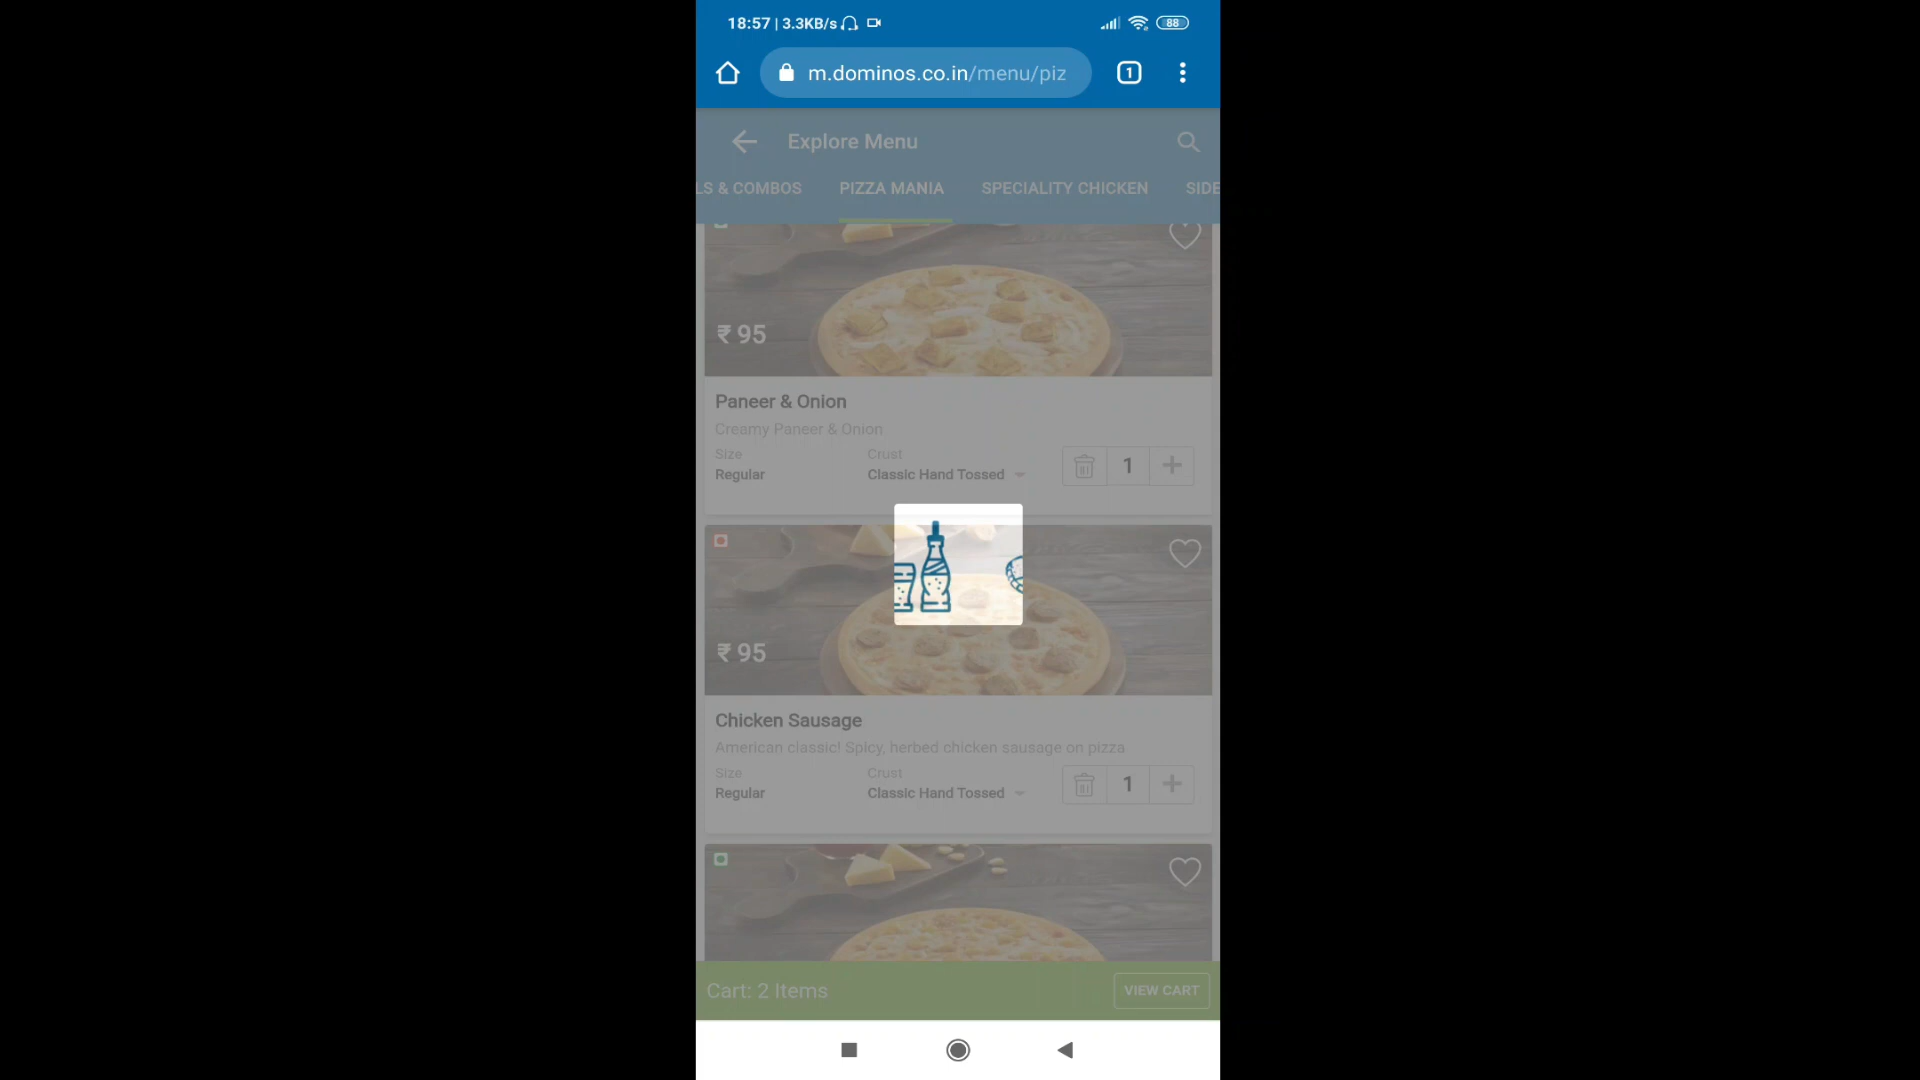 18:57 | 3.3KB/s
88
m.dominos.co.in/menu/piz
1
Explore Menu
LS & COMBOS
PIZZA MANIA
SPECIALITY CHICKEN
SIDE
₹ 95
Paneer & Onion
Creamy Paneer & Onion
Size
Crust
Regular
Classic Hand Tossed
1
₹ 95
Chicken Sausage
American classic! Spicy, herbed chicken sausage on pizza
Size
Crust
Regular
Classic Hand Tossed
1
Cart: 2 Items
VIEW CART